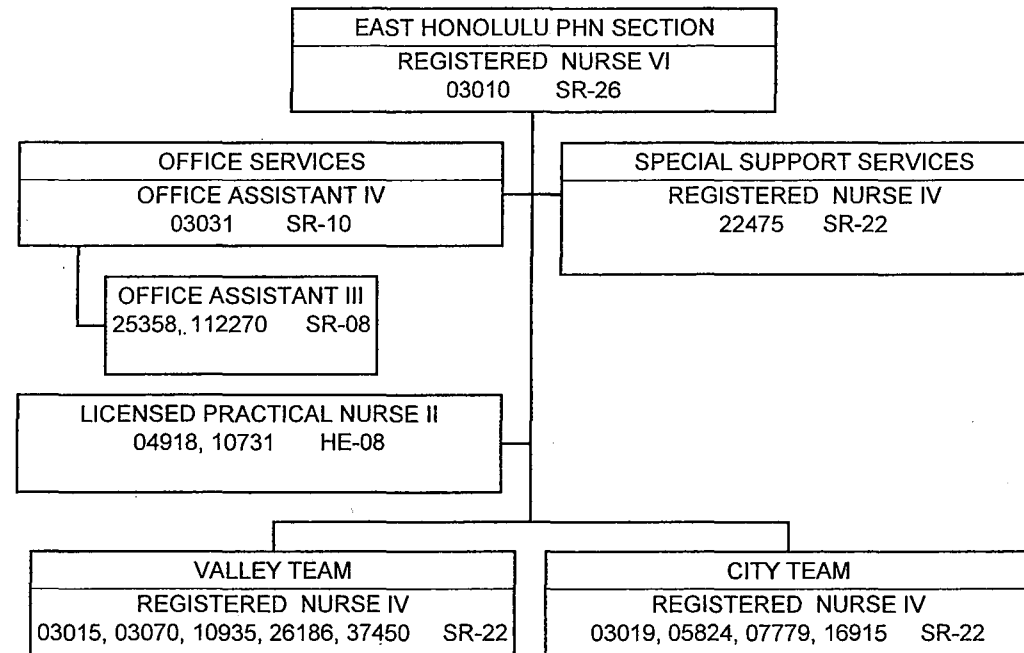 EAST HONOLULU PHN SECTION
REGISTERED NURSE VI
03010 SR-26
OFFICE SERVICES
OFFICE ASSISTANT IV
03031 SR-10
SPECIAL SUPPORT SERVICES
REGISTERED NURSE IV
22475 SR-22
OFFICE ASSISTANT III
25358, 112270 SR-08
LICENSED PRACTICAL NURSE II
04918, 10731 HE-08
VALLEY TEAM
REGISTERED NURSE IV
03015, 03070, 10935, 26186, 37450 SR-22
CITY TEAM
REGISTERED NURSE IV
03019, 05824, 07779, 16915 SR-22